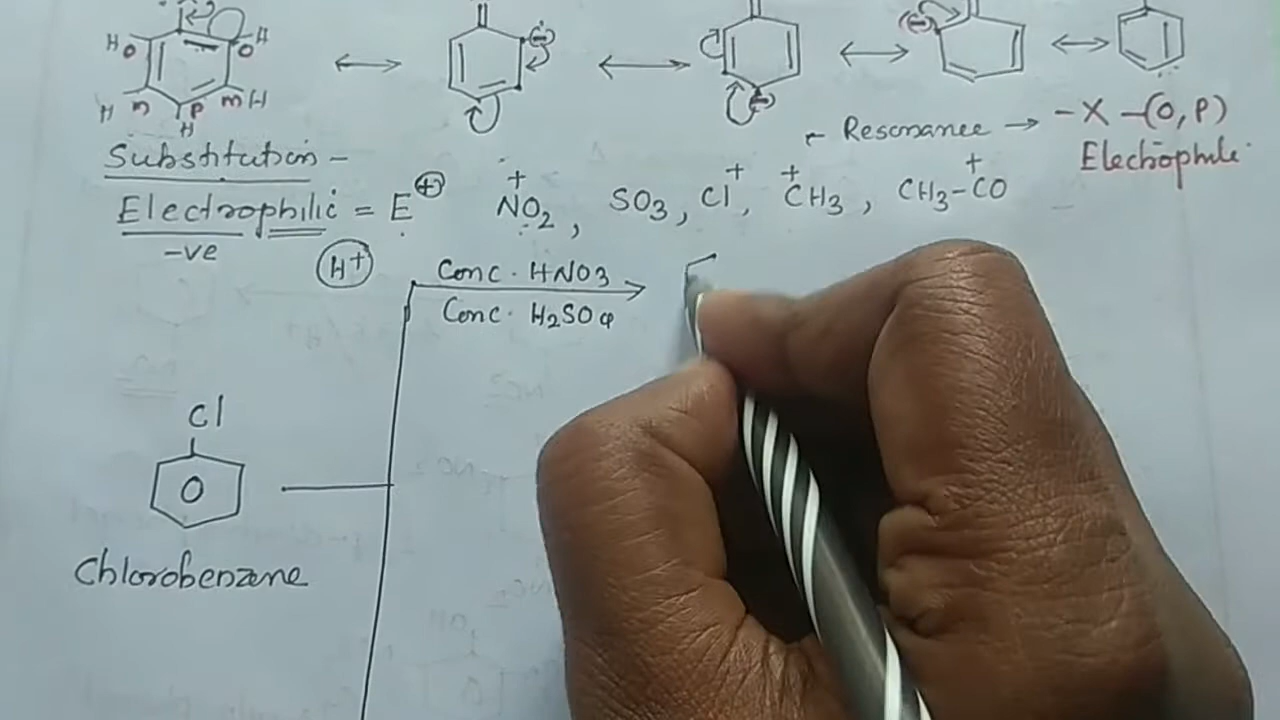 H O O H
H m p m H
H
← Resonance → -X -(O, P)
Electrophile.
Substitution -
Electrophilic = E⊕ N⁺O2, SO3, Cl⁺, C⁺H3, CH3-C⁺O
-ve
H+
Conc. HNO3
Conc. H2SO4
Cl
Chlorobenzene